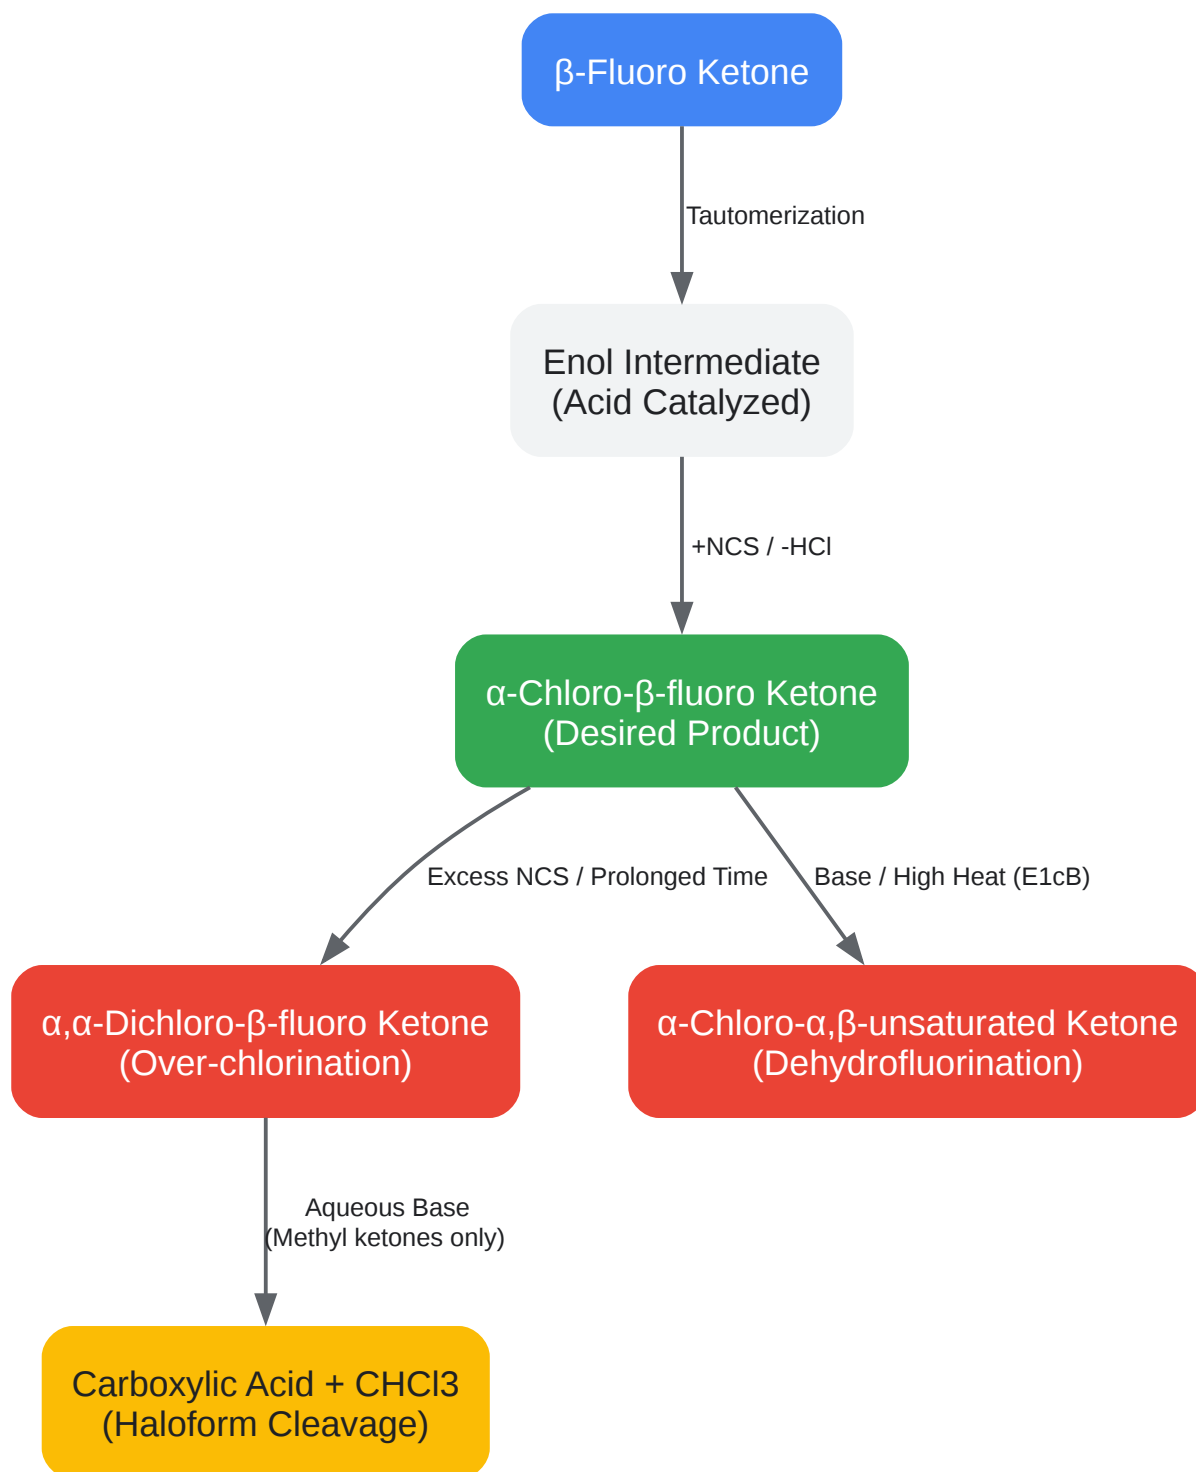 β-Fluoro Ketone
Tautomerization
Enol Intermediate
(Acid Catalyzed)
+NCS / -HCl
α-Chloro-β-fluoro Ketone
(Desired Product)
Excess NCS / Prolonged Time
Base / High Heat (E1cB)
α,α-Dichloro-β-fluoro Ketone
(Over-chlorination)
α-Chloro-α,β-unsaturated Ketone
(Dehydrofluorination)
Aqueous Base
(Methyl ketones only)
Carboxylic Acid + CHCl3
(Haloform Cleavage)